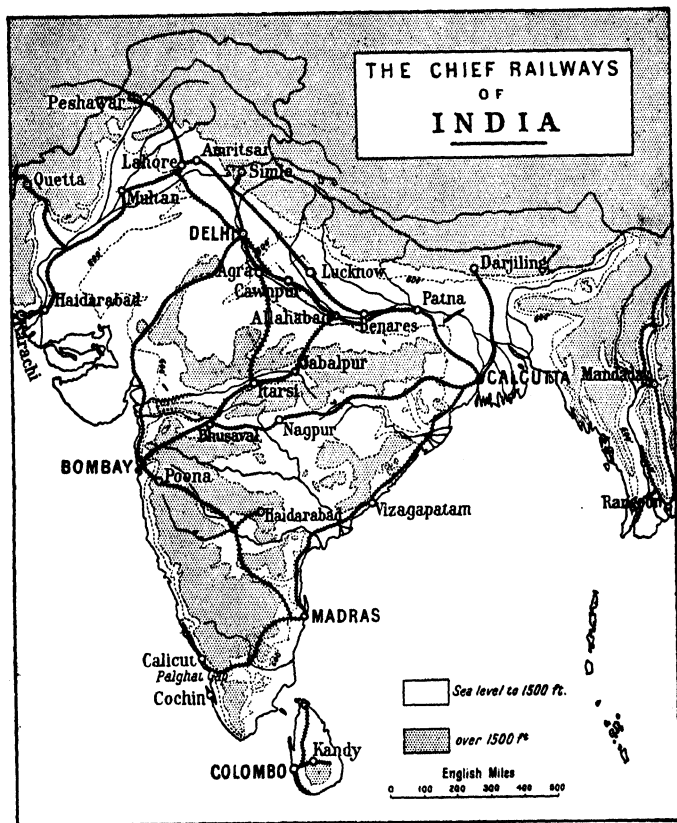 THE CHIEF RAILWAYS
OF
INDIA
Peshawar
Lahore
Amritsar
Simla
Quetta
Multan
DELHI
Agra
Lucknow
Cawnpur
Darjiling
Haidarabad
Karachi
Allahabad
Benares
Patna
Jabalpur
CALCUTTA
Mandalay
Itarsi
Bhusaval
Nagpur
BOMBAY
Poona
Haidarabad
Vizagapatam
Rangoon
MADRAS
Calicut
Palghat Gap
Cochin
Sea level to 1500 ft.
over 1500 ft
Kandy
COLOMBO
English Miles
0 100 200 300 400 500